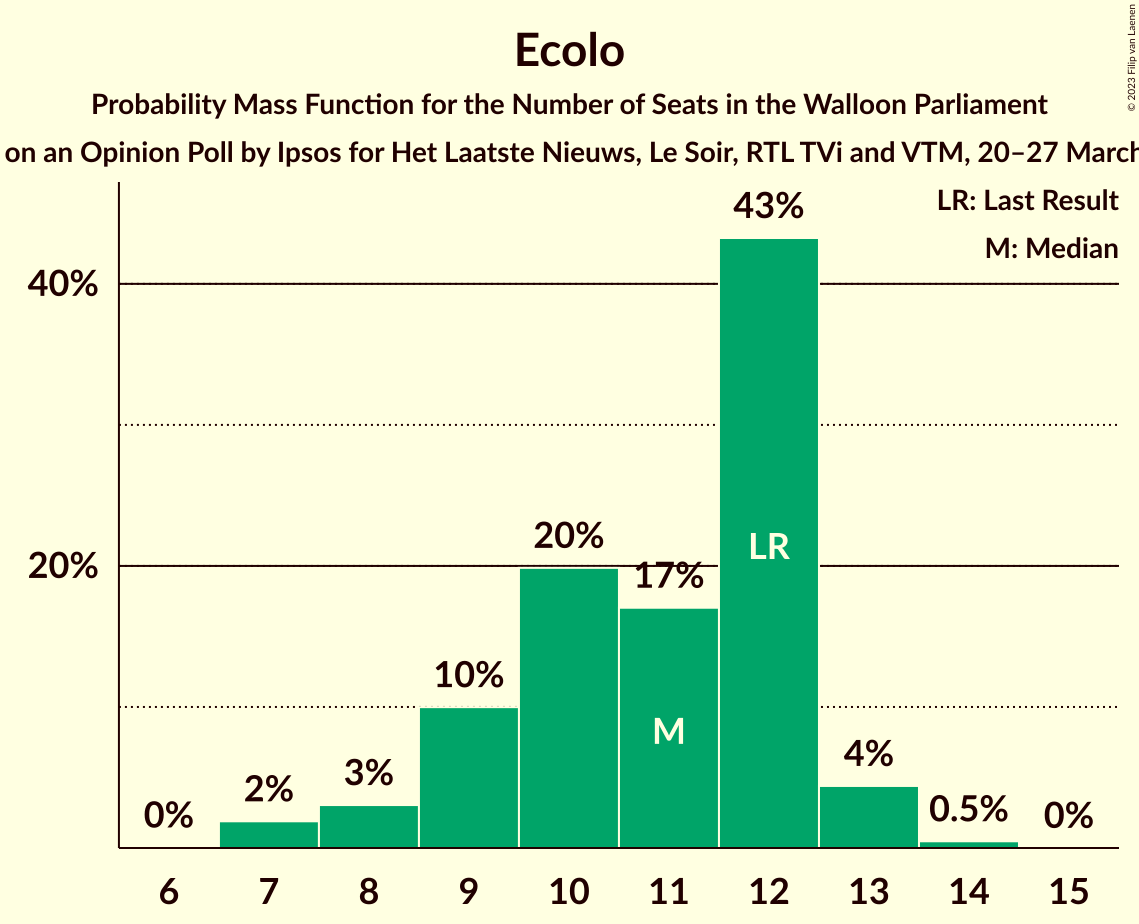 Ecolo
Probability Mass Function for the Number of Seats in the Walloon Parliament
on an Opinion Poll by Ipsos for Het Laatste Nieuws, Le Soir, RTL TVi and VTM, 20–27 March
© 2023 Filip van Laenen
LR: Last Result
M: Median
43%
40%
20%
20%
17%
LR
10%
M
4%
3%
2%
0.5%
0%
0%
6 7 8 9 10 11 12 13 14 15